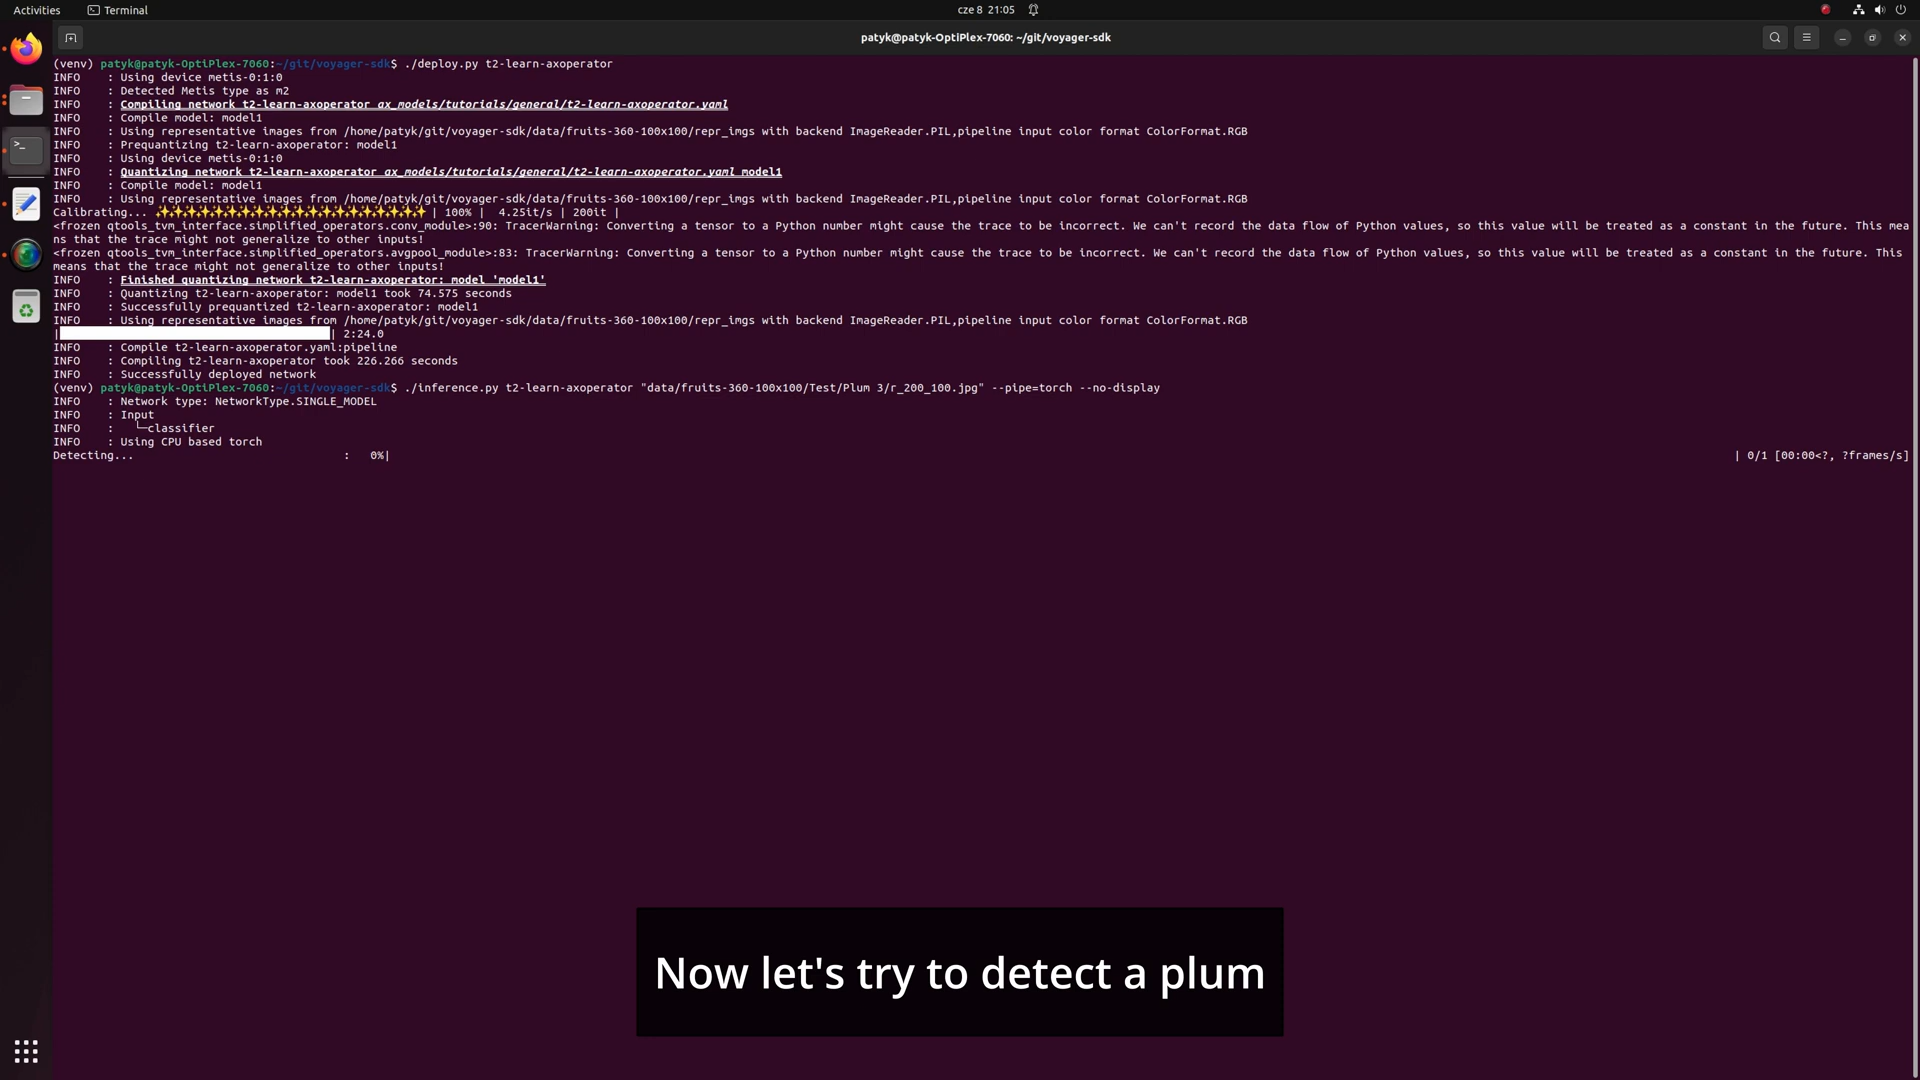 Activities
Terminal
cze 8 21:05
patyk@patyk-OptiPlex-7060: ~/git/voyager-sdk
(venv) patyk@patyk-OptiPlex-7060:~/git/voyager-sdk$ ./deploy.py t2-learn-axoperator
INFO    : Using device metis-0:1:0
INFO    : Detected Metis type as m2
INFO    : Compiling network t2-learn-axoperator ax_models/tutorials/general/t2-learn-axoperator.yaml
INFO    : Compile model: model1
INFO    : Using representative images from /home/patyk/git/voyager-sdk/data/fruits-360-100x100/repr_imgs with backend ImageReader.PIL,pipeline input color format ColorFormat.RGB
INFO    : Prequantizing t2-learn-axoperator: model1
INFO    : Using device metis-0:1:0
INFO    : Quantizing network t2-learn-axoperator ax_models/tutorials/general/t2-learn-axoperator.yaml model1
INFO    : Compile model: model1
INFO    : Using representative images from /home/patyk/git/voyager-sdk/data/fruits-360-100x100/repr_imgs with backend ImageReader.PIL,pipeline input color format ColorFormat.RGB
Calibrating... ✨✨✨✨✨✨✨✨✨✨✨✨✨✨✨✨✨✨✨✨ | 100% |  4.25it/s | 200it |
<frozen qtools_tvm_interface.simplified_operators.conv_module>:90: TracerWarning: Converting a tensor to a Python number might cause the trace to be incorrect. We can't record the data flow of Python values, so this value will be treated as a constant in the future. This mea
ns that the trace might not generalize to other inputs!
<frozen qtools_tvm_interface.simplified_operators.avgpool_module>:83: TracerWarning: Converting a tensor to a Python number might cause the trace to be incorrect. We can't record the data flow of Python values, so this value will be treated as a constant in the future. This
means that the trace might not generalize to other inputs!
INFO    : Finished quantizing network t2-learn-axoperator: model 'model1'
INFO    : Quantizing t2-learn-axoperator: model1 took 74.575 seconds
INFO    : Successfully prequantized t2-learn-axoperator: model1
INFO    : Using representative images from /home/patyk/git/voyager-sdk/data/fruits-360-100x100/repr_imgs with backend ImageReader.PIL,pipeline input color format ColorFormat.RGB
|████████████████████████████████████████| 2:24.0
INFO    : Compile t2-learn-axoperator.yaml:pipeline
INFO    : Compiling t2-learn-axoperator took 226.266 seconds
INFO    : Successfully deployed network
(venv) patyk@patyk-OptiPlex-7060:~/git/voyager-sdk$ ./inference.py t2-learn-axoperator "data/fruits-360-100x100/Test/Plum 3/r_200_100.jpg" --pipe=torch --no-display
INFO    : Network type: NetworkType.SINGLE_MODEL
INFO    : Input
INFO    :   └─classifier
INFO    : Using CPU based torch
Detecting...                                :   0%|                                        | 0/1 [00:00<?, ?frames/s]
Now let's try to detect a plum